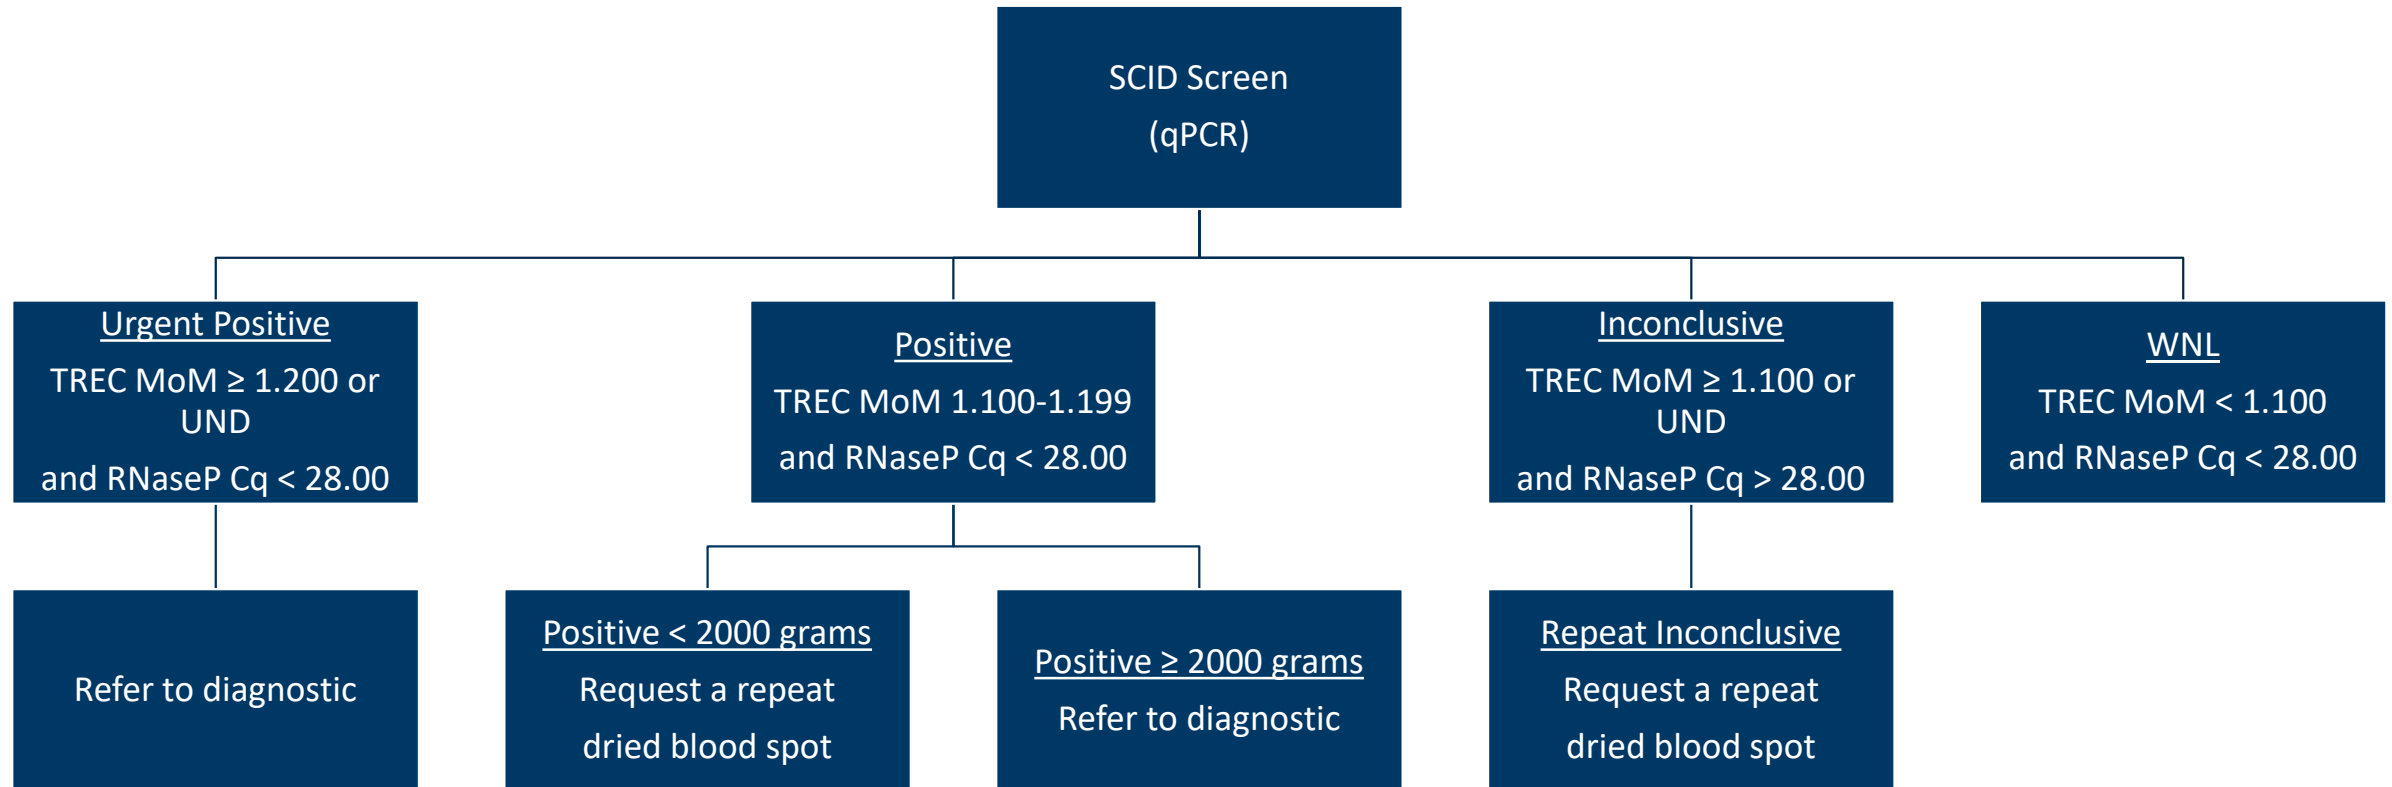 SCID Screen
(qPCR)
Urgent Positive
TREC MoM ≥ 1.200 or
UND
and RNaseP Cq < 28.00
Positive
TREC MoM 1.100-1.199
and RNaseP Cq < 28.00
Inconclusive
TREC MoM ≥ 1.100 or
UND
and RNaseP Cq > 28.00
WNL
TREC MoM < 1.100
and RNaseP Cq < 28.00
Refer to diagnostic
Positive < 2000 grams
Request a repeat
dried blood spot
Positive ≥ 2000 grams
Refer to diagnostic
Repeat Inconclusive
Request a repeat
dried blood spot